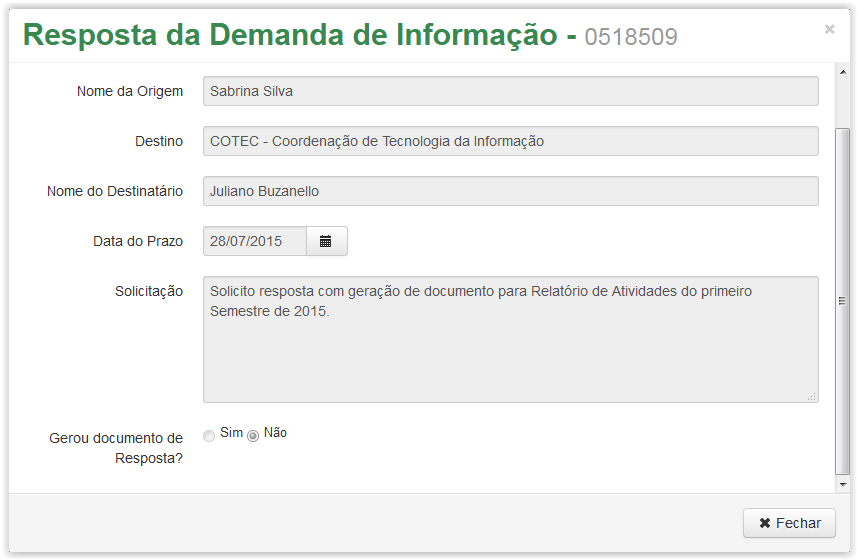 Resposta da Demanda de Informação - 0518509
×
Nome da Origem
Sabrina Silva
Destino
COTEC - Coordenação de Tecnologia da Informação
Nome do Destinatário
Juliano Buzanello
Data do Prazo
28/07/2015
Solicitação
Solicito resposta com geração de documento para Relatório de Atividades do primeiro
Semestre de 2015.
Gerou documento de
Resposta?
Sim Não
✖ Fechar